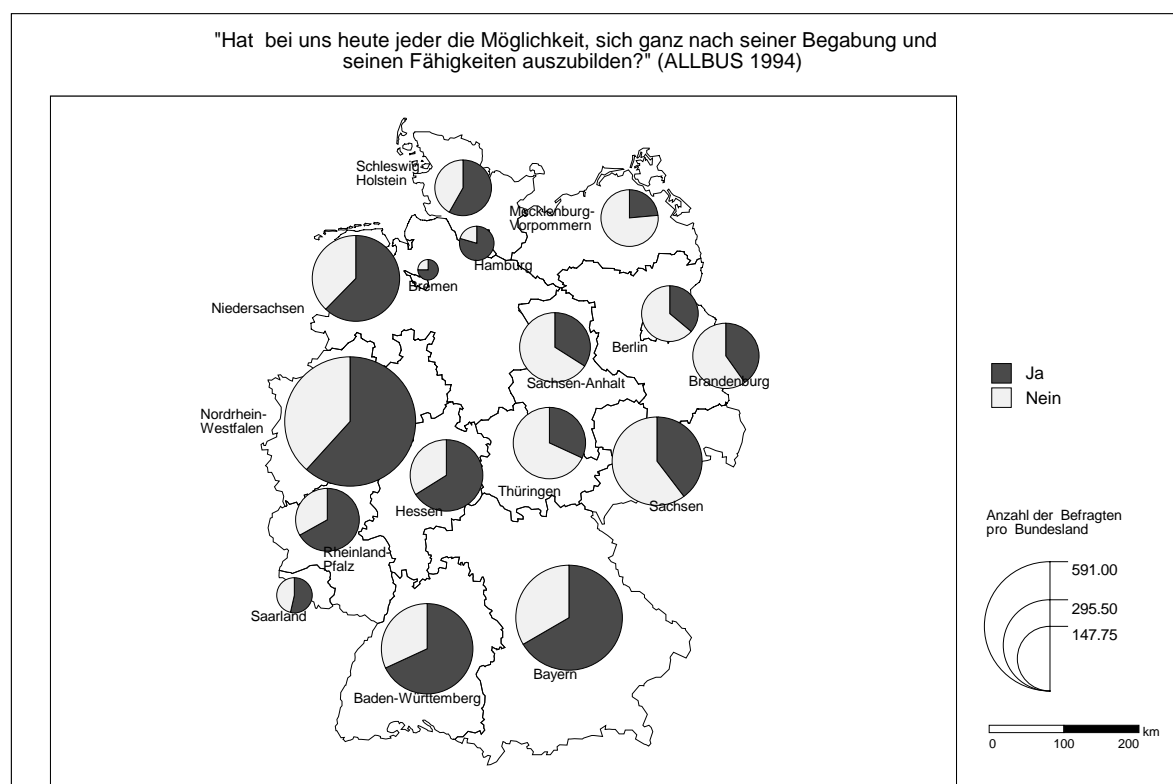 "Hat bei uns heute jeder die Möglichkeit, sich ganz nach seiner Begabung und
seinen Fähigkeiten auszubilden?" (ALLBUS 1994)
Schleswig-
Holstein
Mecklenburg-
Vorpommern
Hamburg
Bremen
Niedersachsen
Berlin
Brandenburg
Sachsen-Anhalt
Nordrhein-
Westfalen
Thüringen
Sachsen
Hessen
Rheinland-
Pfalz
Saarland
Bayern
Baden-Württemberg
Ja
Nein
Anzahl der Befragten
pro Bundesland
591.00
295.50
147.75
km
0 100 200